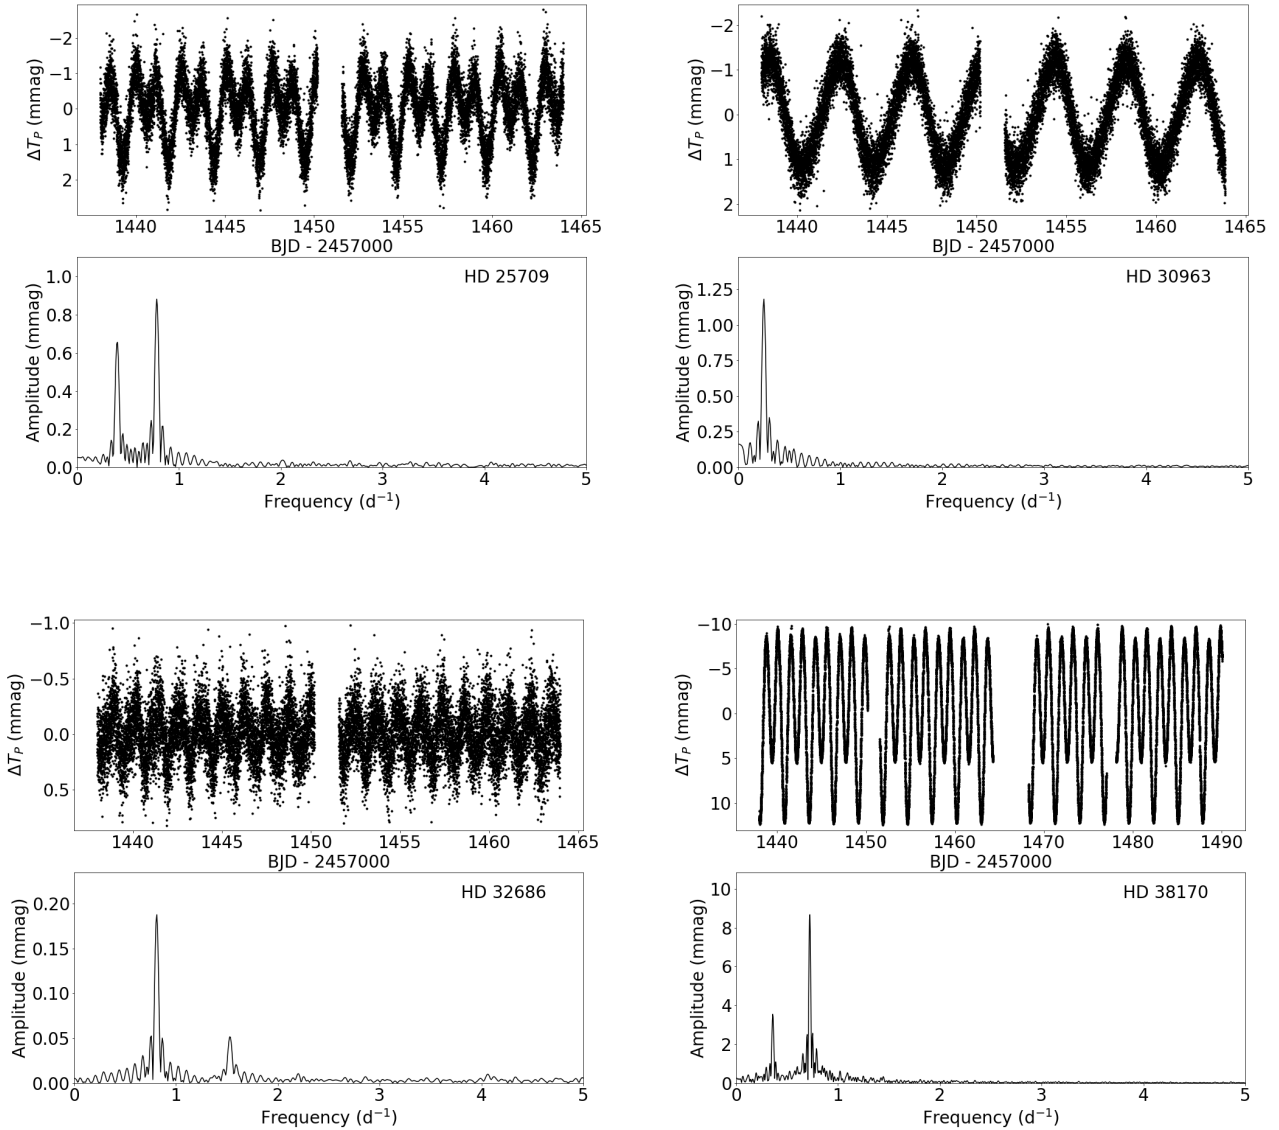 −2
−1
0
1
2
ΔT_P (mmag)
1440 1445 1450 1455 1460 1465
BJD - 2457000
1.0
0.8
0.6
0.4
0.2
0.0
Amplitude (mmag)
HD 25709
0 1 2 3 4 5
Frequency (d⁻¹)
−2
−1
0
1
2
ΔT_P (mmag)
1440 1445 1450 1455 1460 1465
BJD - 2457000
1.25
1.00
0.75
0.50
0.25
0.00
Amplitude (mmag)
HD 30963
0 1 2 3 4 5
Frequency (d⁻¹)
−1.0
−0.5
0.0
0.5
ΔT_P (mmag)
1440 1445 1450 1455 1460 1465
BJD - 2457000
0.20
0.15
0.10
0.05
0.00
Amplitude (mmag)
HD 32686
0 1 2 3 4 5
Frequency (d⁻¹)
−10
−5
0
5
10
ΔT_P (mmag)
1440 1450 1460 1470 1480 1490
BJD - 2457000
10
8
6
4
2
0
Amplitude (mmag)
HD 38170
0 1 2 3 4 5
Frequency (d⁻¹)